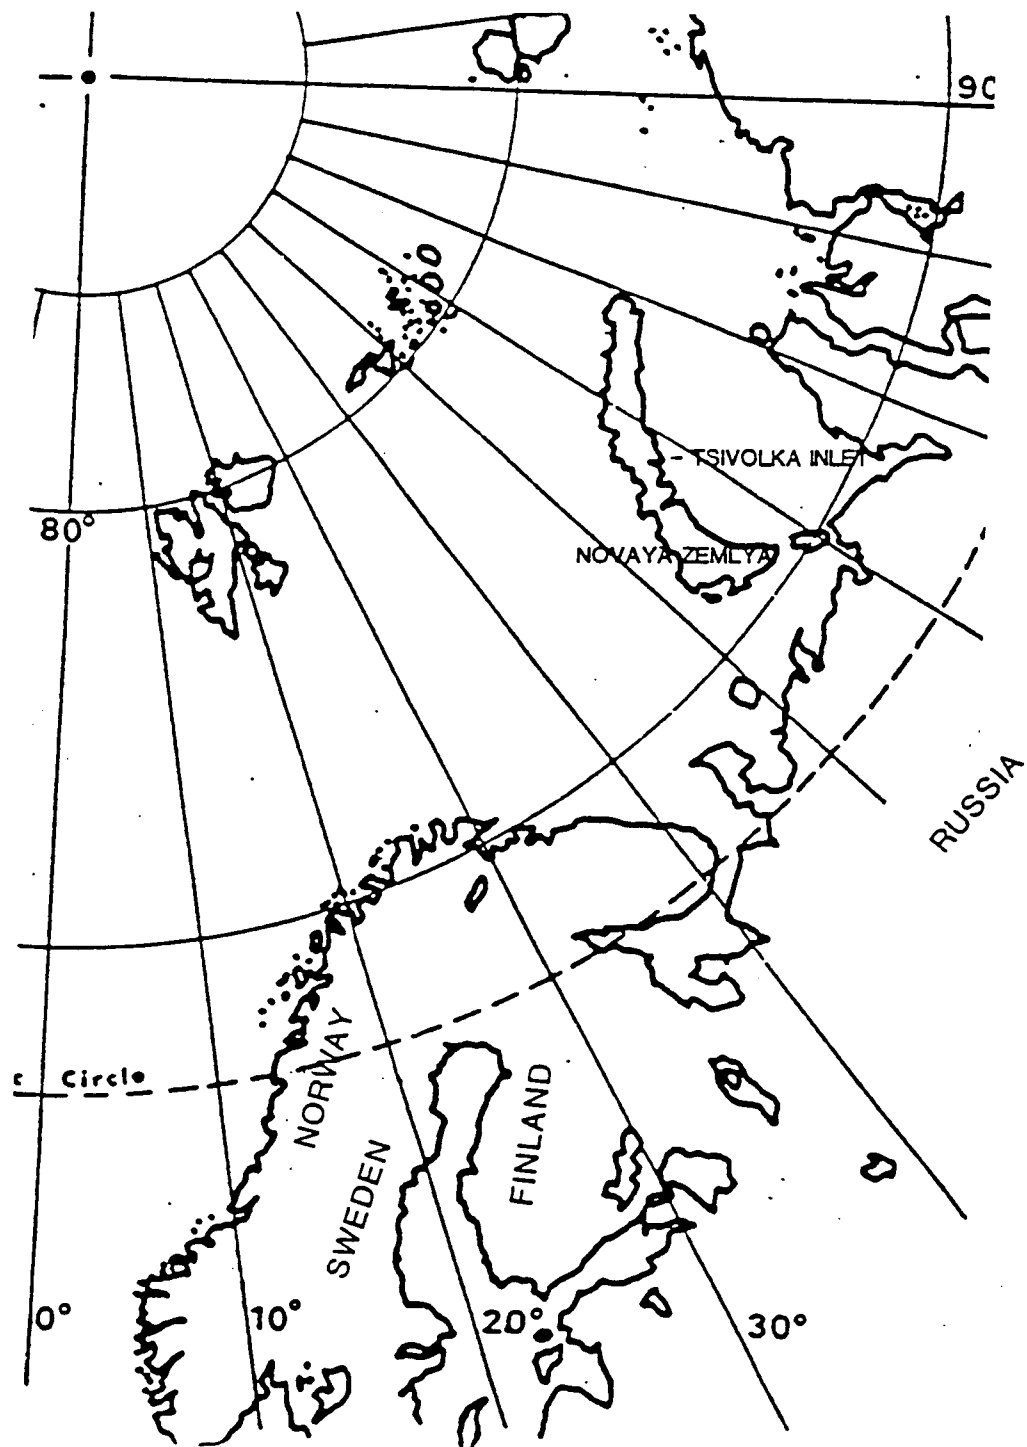 90
TSIVOLKA INLET
80°
NOVAYA ZEMLYA
RUSSIA
NORWAY
c Circle
FINLAND
SWEDEN
0°
10°
20°
30°